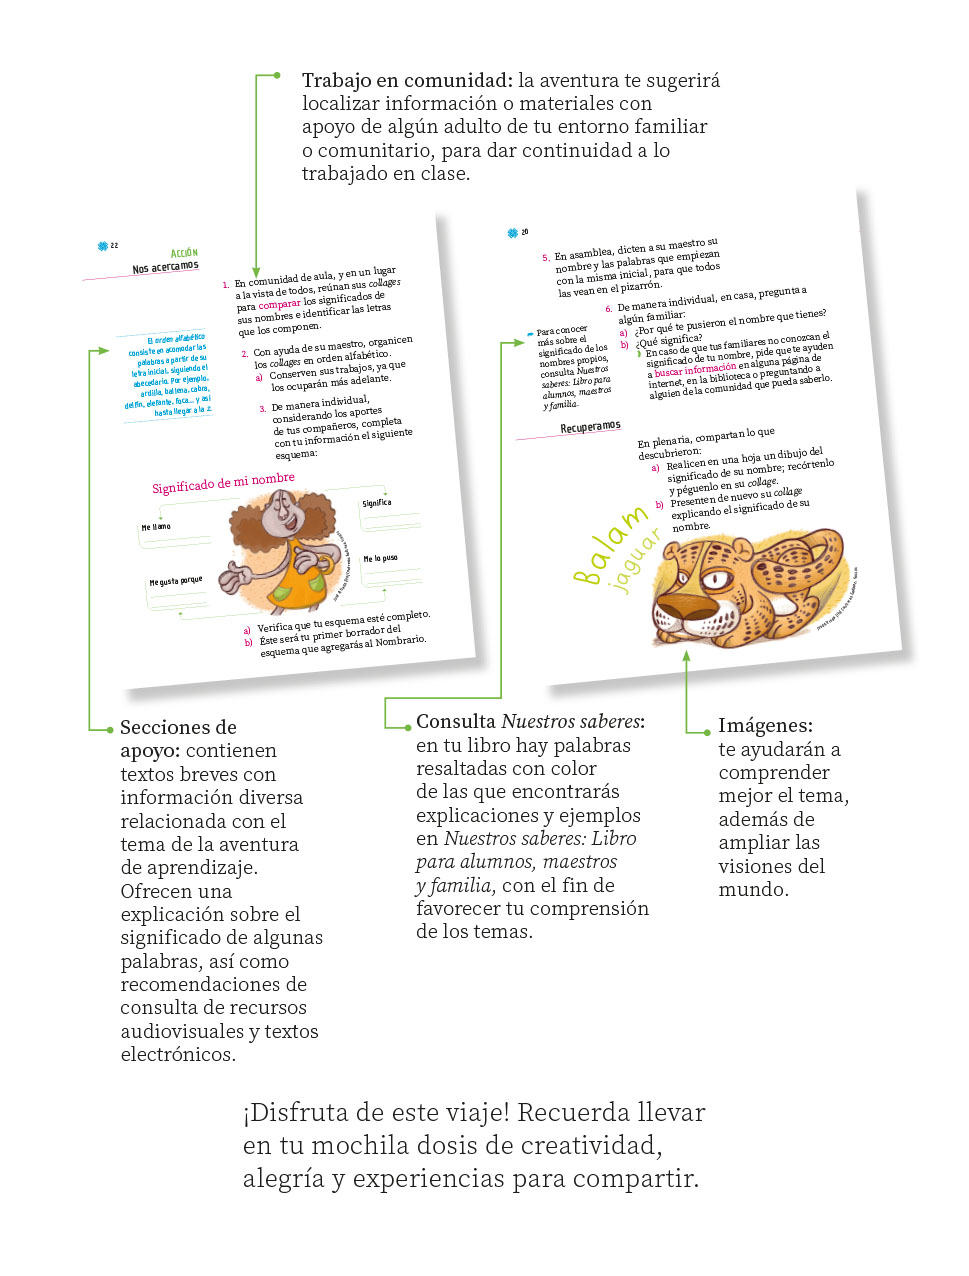 Trabajo en comunidad: la aventura te sugerirá
localizar información o materiales con
apoyo de algún adulto de tu entorno familiar
o comunitario, para dar continuidad a lo
trabajado en clase.
22
ACCIÓN
Nos acercamos
1. En comunidad de aula, y en un lugar
a la vista de todos, reúnan sus collages
para comparar los significados de
sus nombres e identificar las letras
que los componen.
El orden alfabético
consiste en acomodar las
palabras a partir de su
letra inicial, siguiendo el
abecedario. Por ejemplo,
ardilla, ballena, cabra,
delfín, elefante, foca... y así
hasta llegar a la z.
2. Con ayuda de su maestro, organicen
los collages en orden alfabético.
a) Conserven sus trabajos, ya que
los ocuparán más adelante.
3. De manera individual,
considerando los aportes
de tus compañeros, completa
con tu información el siguiente
esquema:
Significado de mi nombre
Me llamo
Significa
Me gusta porque
Me lo puso
a) Verifica que tu esquema esté completo.
b) Éste será tu primer borrador del
esquema que agregarás al Nombrario.
20
5. En asamblea, dicten a su maestro su
nombre y las palabras que empiezan
con la misma inicial, para que todos
las vean en el pizarrón.
6. De manera individual, en casa, pregunta a
algún familiar:
a) ¿Por qué te pusieron el nombre que tienes?
b) ¿Qué significa?
En caso de que tus familiares no conozcan el
significado de tu nombre, pide que te ayuden
a buscar información en alguna página de
internet, en la biblioteca o preguntando a
alguien de la comunidad que pueda saberlo.
Para conocer
más sobre el
significado de los
nombres propios,
consulta Nuestros
saberes: Libro para
alumnos, maestros
y familia.
Recuperamos
En plenaria, compartan lo que
descubrieron:
a) Realicen en una hoja un dibujo del
significado de su nombre; recórtenlo
y péguenlo en su collage.
b) Presenten de nuevo su collage
explicando el significado de su
nombre.
Balam
jaguar
Secciones de
apoyo: contienen
textos breves con
información diversa
relacionada con el
tema de la aventura
de aprendizaje.
Ofrecen una
explicación sobre el
significado de algunas
palabras, así como
recomendaciones de
consulta de recursos
audiovisuales y textos
electrónicos.
Consulta Nuestros saberes:
en tu libro hay palabras
resaltadas con color
de las que encontrarás
explicaciones y ejemplos
en Nuestros saberes: Libro
para alumnos, maestros
y familia, con el fin de
favorecer tu comprensión
de los temas.
Imágenes:
te ayudarán a
comprender
mejor el tema,
además de
ampliar las
visiones del
mundo.
¡Disfruta de este viaje! Recuerda llevar
en tu mochila dosis de creatividad,
alegría y experiencias para compartir.